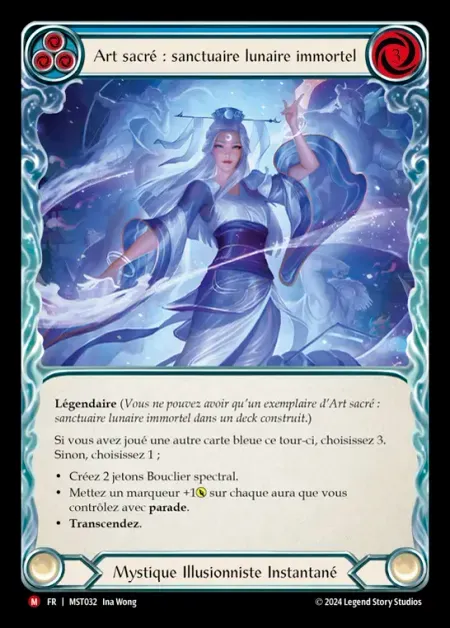 Art sacré : sanctuaire lunaire immortel
3
Légendaire (Vous ne pouvez avoir qu'un exemplaire d'Art sacré :
sanctuaire lunaire immortel dans un deck construit.)
Si vous avez joué une autre carte bleue ce tour-ci, choisissez 3.
Sinon, choisissez 1 ;
• Créez 2 jetons Bouclier spectral.
• Mettez un marqueur +1 sur chaque aura que vous
contrôlez avec parade.
• Transcendez.
Mystique Illusionniste Instantané
M FR | MST032 Ina Wong
© 2024 Legend Story Studios